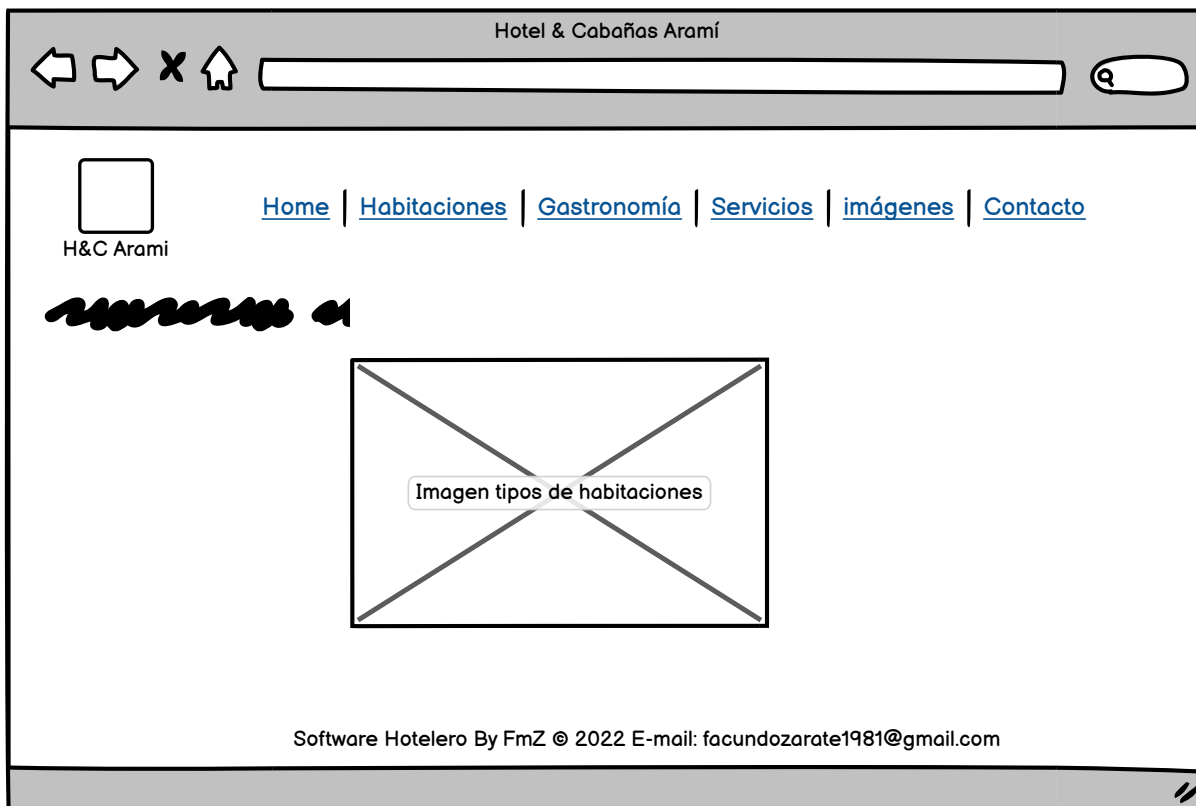 Hotel & Cabañas Aramí
Home | Habitaciones | Gastronomía | Servicios | imágenes | Contacto
H&C Arami
Imagen tipos de habitaciones
Software Hotelero By FmZ © 2022 E-mail: facundozarate1981@gmail.com